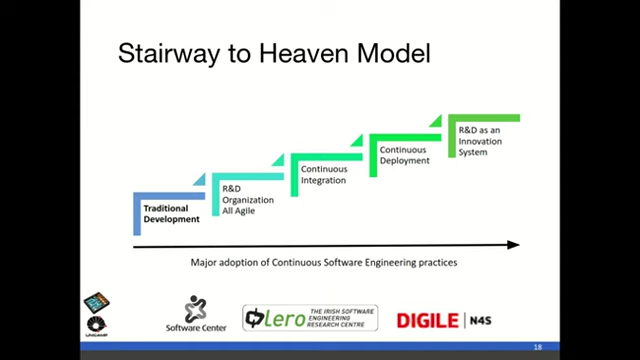 Stairway to Heaven Model
R&D as an
Innovation
System
Continuous
Deployment
Continuous
Integration
R&D
Organization
All Agile
Traditional
Development
Major adoption of Continuous Software Engineering practices
UNICAMP
Software Center
lero
THE IRISH SOFTWARE
ENGINEERING
RESEARCH CENTRE
DIGILE | N4S
18